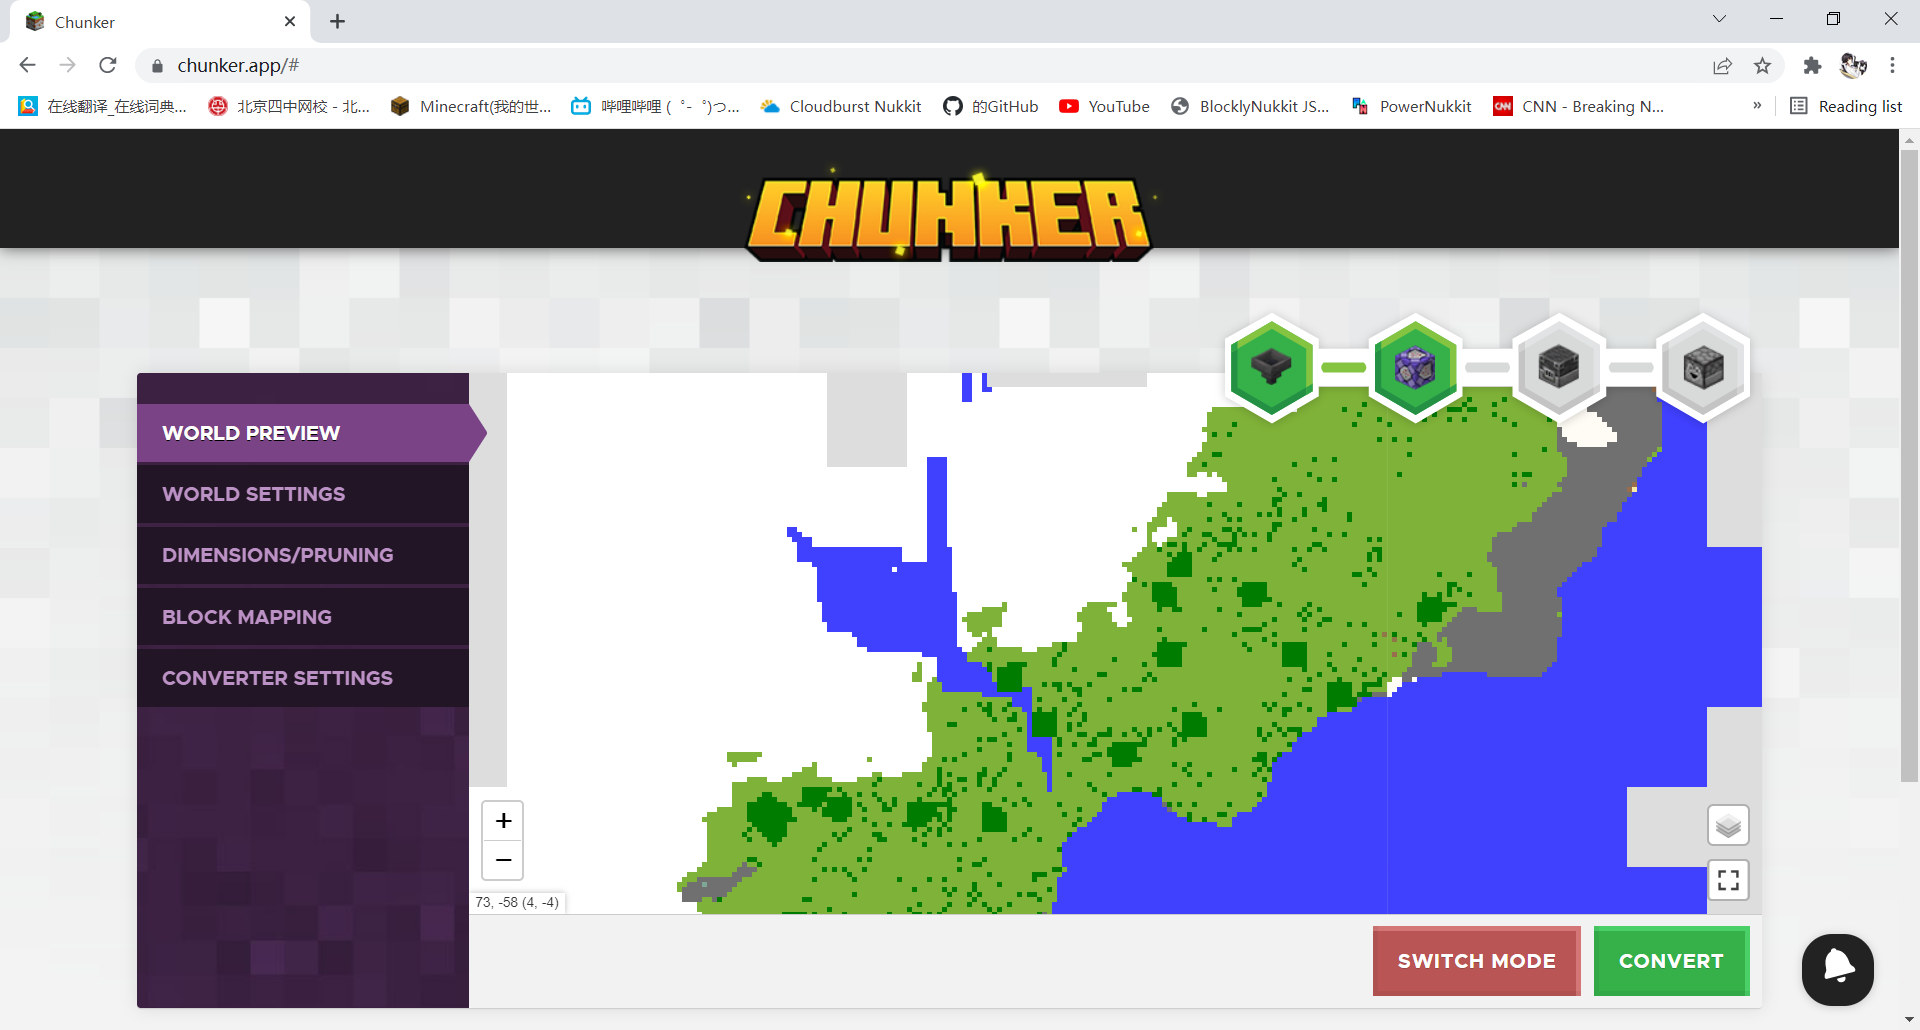 Chunker
chunker.app/#
在线翻译_在线词典...
北京四中网校 - 北...
Minecraft(我的世...
哔哩哔哩 ( ゜- ゜)つ...
Cloudburst Nukkit
的GitHub
YouTube
BlocklyNukkit JS...
PowerNukkit
CNN
CNN - Breaking N...
»
Reading list
CHUNKER
WORLD PREVIEW
WORLD SETTINGS
DIMENSIONS/PRUNING
BLOCK MAPPING
CONVERTER SETTINGS
+
−
73, -58 (4, -4)
SWITCH MODE
CONVERT